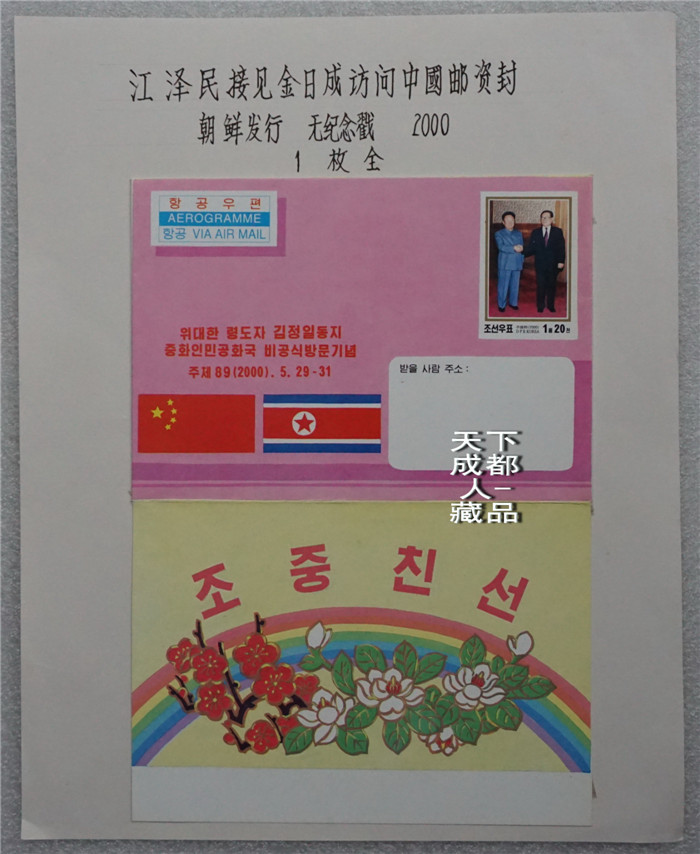 江泽民接见金日成访问中國邮资封
朝鲜发行 无纪念戳 2000
1 枚 全
항 공 우 편
AEROGRAMME
항공 VIA AIR MAIL
조선우표
1원 20전
위대한 령도자 김정일동지
중화인민공화국 비공식방문기념
주체89(2000). 5. 29-31
받을 사람 주소 :
天下
成都
人-
藏品
조 중 친 선